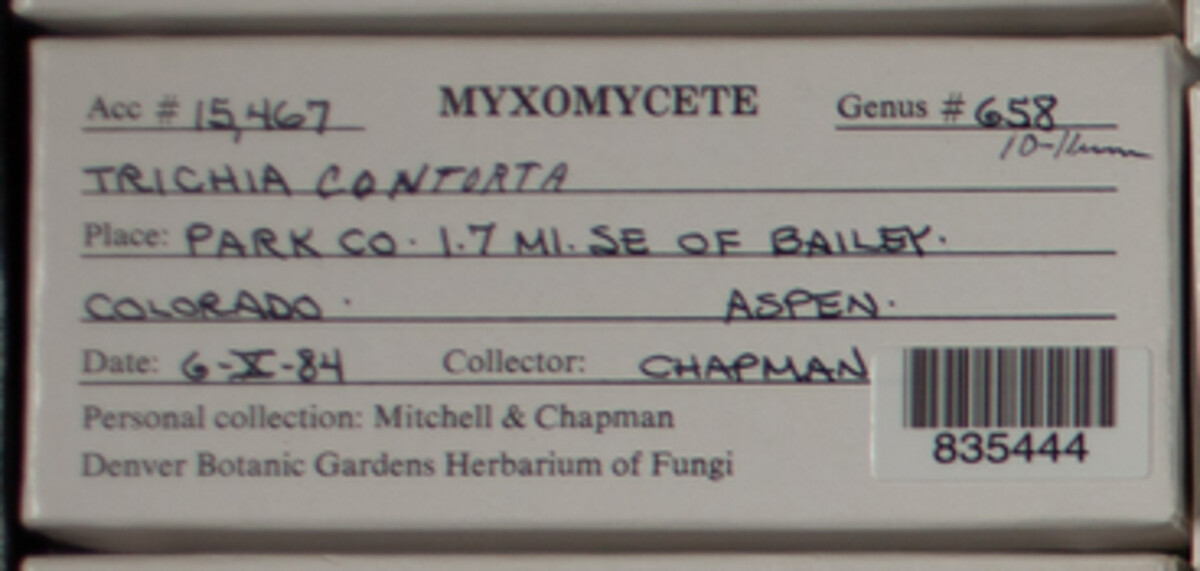 Acc # 15,467 MYXOMYCETE Genus # 658
TRICHIA CONTORTA
Place: PARK CO. 1.7 MI. SE OF BAILEY.
COLORADO. ASPEN.
Date: 6-X-84 Collector: CHAPMAN
Personal collection: Mitchell & Chapman
Denver Botanic Gardens Herbarium of Fungi
835444